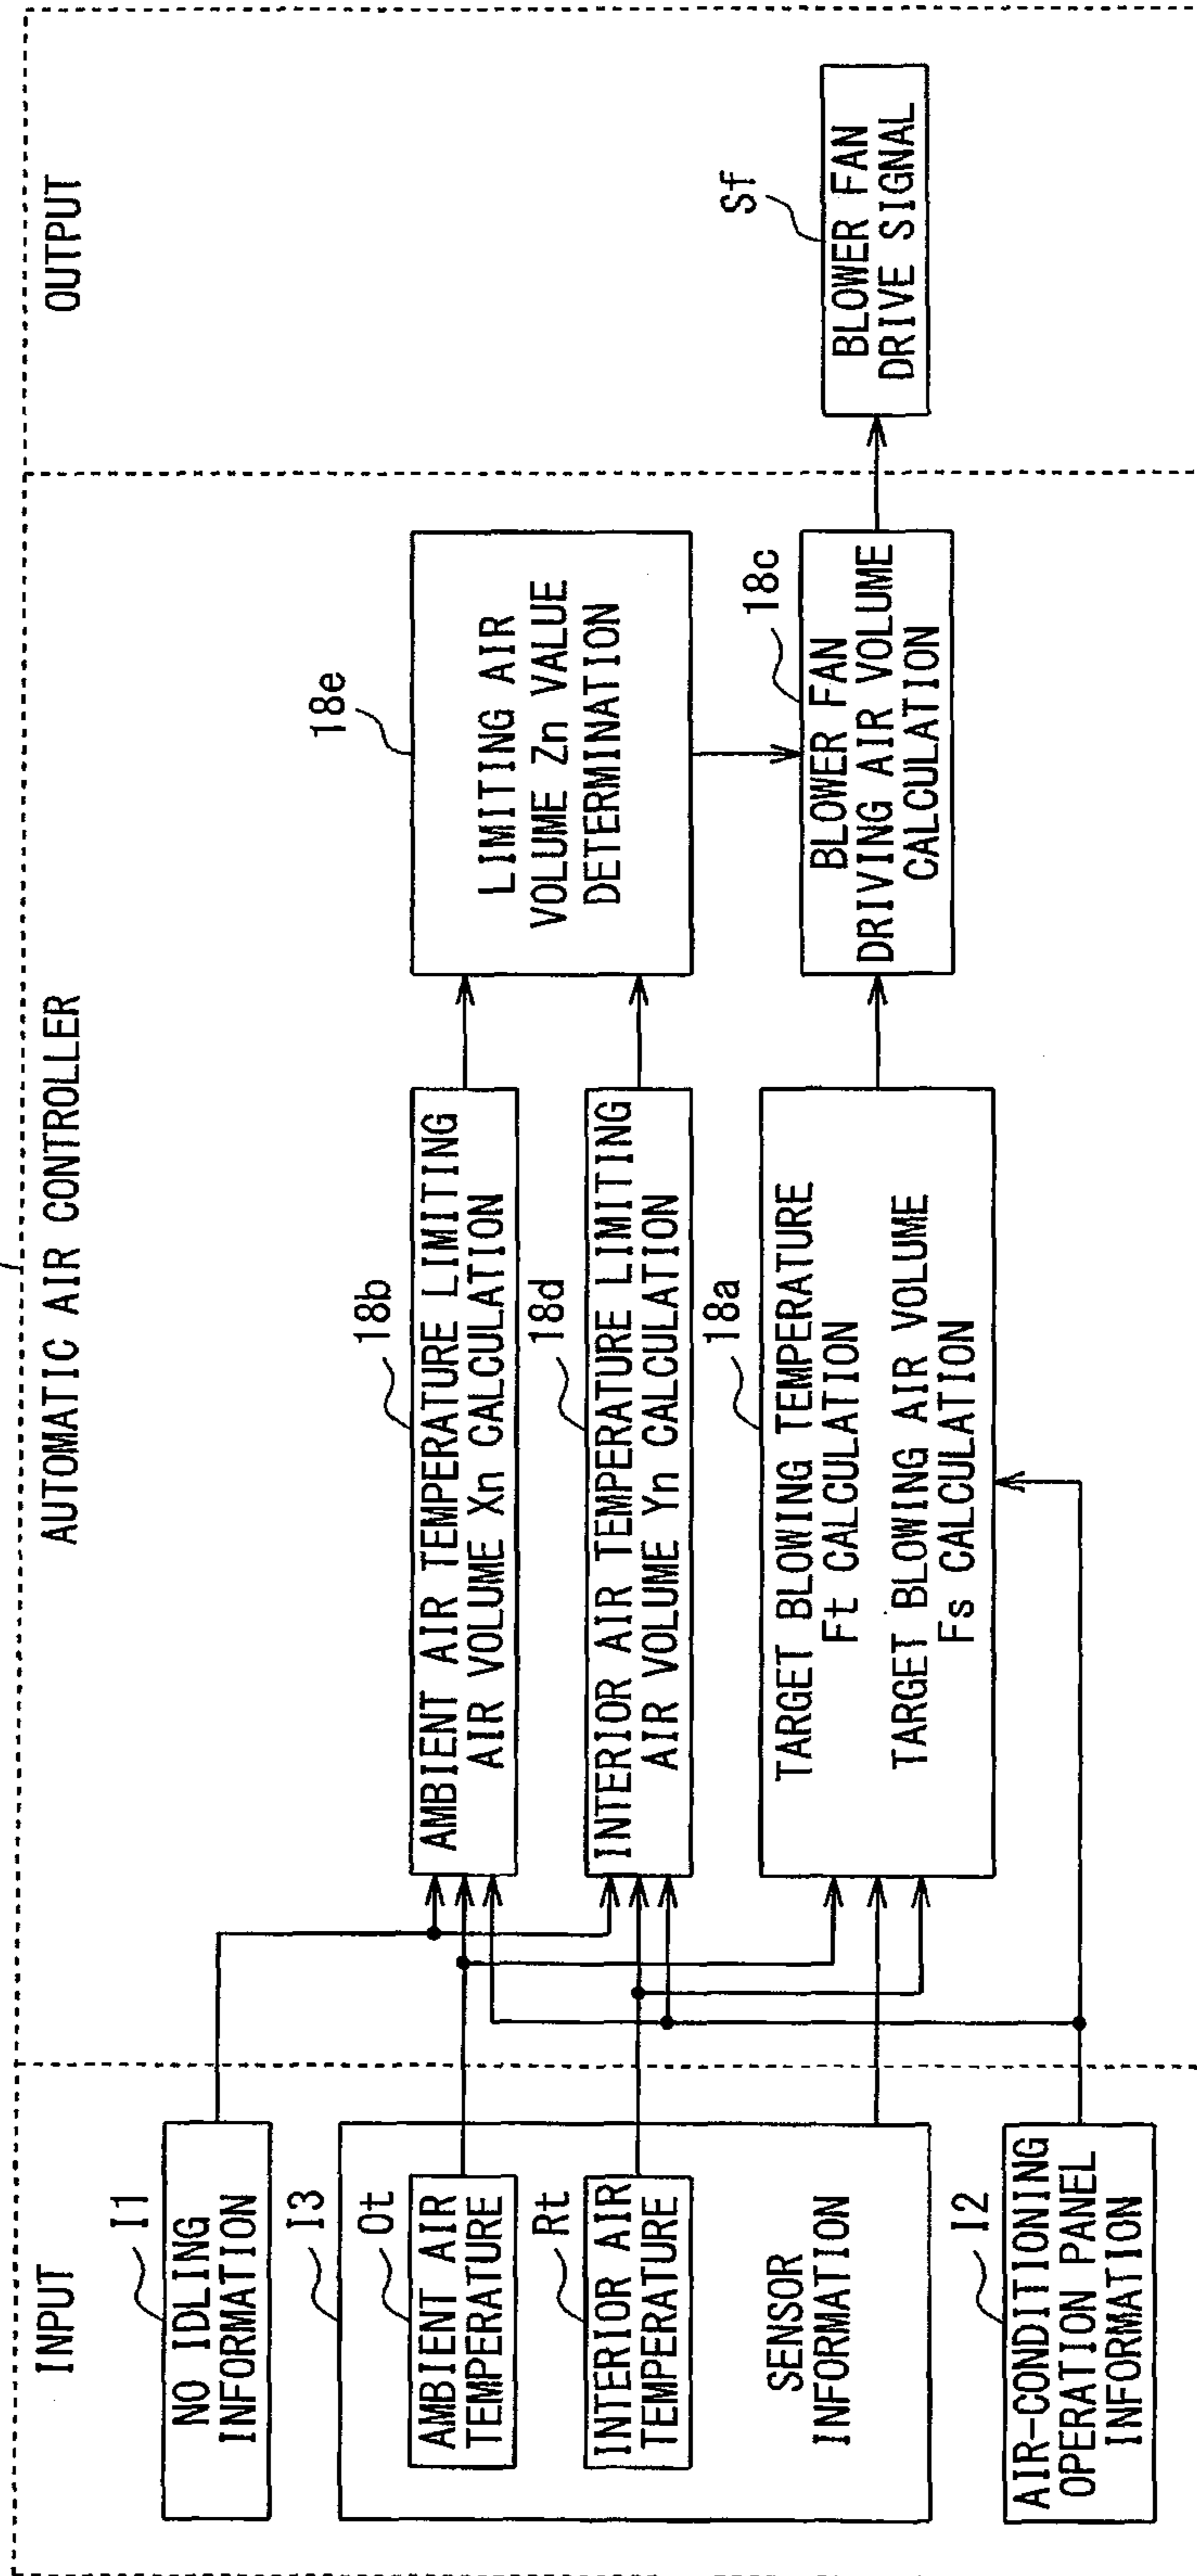 INPUT
AUTOMATIC AIR CONTROLLER
OUTPUT
I1
NO IDLING
INFORMATION
I3
Ot
AMBIENT AIR
TEMPERATURE
Rt
INTERIOR AIR
TEMPERATURE
SENSOR
INFORMATION
I2
AIR-CONDITIONING
OPERATION PANEL
INFORMATION
18b
AMBIENT AIR TEMPERATURE LIMITING
AIR VOLUME Xn CALCULATION
18d
INTERIOR AIR TEMPERATURE LIMITING
AIR VOLUME Yn CALCULATION
18a
TARGET BLOWING TEMPERATURE
Ft CALCULATION
TARGET BLOWING AIR VOLUME
Fs CALCULATION
18e
LIMITING AIR
VOLUME Zn VALUE
DETERMINATION
18c
BLOWER FAN
DRIVING AIR VOLUME
CALCULATION
Sf
BLOWER FAN
DRIVE SIGNAL